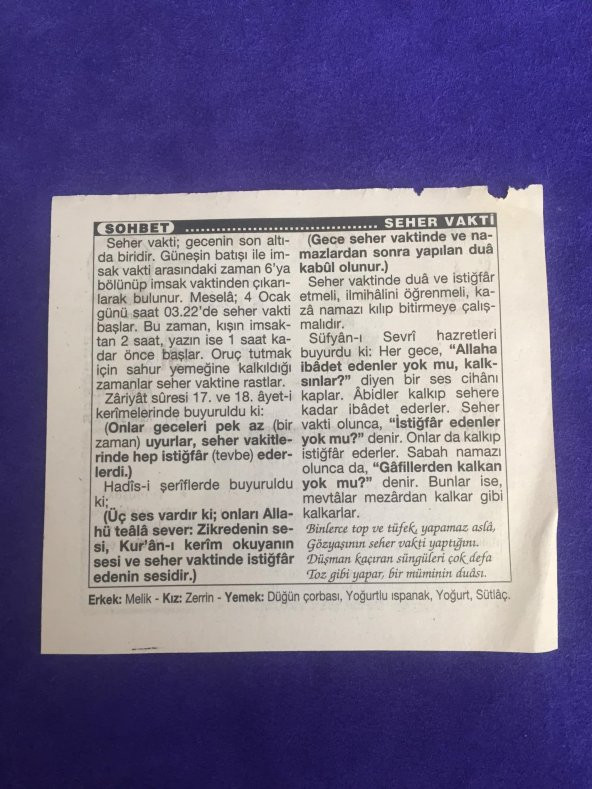 SOHBET ........................................ SEHER VAKTİ
Seher vakti; gecenin son altı-
da biridir. Güneşin batışı ile im-
sak vakti arasındaki zaman 6'ya
bölünüp imsak vaktinden çıkarı-
larak bulunur. Meselâ; 4 Ocak
günü saat 03.22'de seher vakti
başlar. Bu zaman, kışın imsak-
tan 2 saat, yazın ise 1 saat ka-
dar önce başlar. Oruç tutmak
için sahur yemeğine kalkıldığı
zamanlar seher vaktine rastlar.
Zâriyât sûresi 17. ve 18. âyet-i
kerîmelerinde buyuruldu ki:
(Onlar geceleri pek az (bir
zaman) uyurlar, seher vakitle-
rinde hep istiğfâr (tevbe) eder-
lerdi.)
Hadîs-i şerîflerde buyuruldu
ki;
(Üç ses vardır ki; onları Alla-
hü teâlâ sever: Zikredenin se-
si, Kur'ân-ı kerîm okuyanın
sesi ve seher vaktinde istiğfâr
edenin sesidir.)
(Gece seher vaktinde ve na-
mazlardan sonra yapılan duâ
kabûl olunur.)
Seher vaktinde duâ ve istiğfâr
etmeli, ilmihâlini öğrenmeli, ka-
zâ namazı kılıp bitirmeye çalış-
malıdır.
Süfyân-ı Sevrî hazretleri
buyurdu ki: Her gece, “Allaha
ibâdet edenler yok mu, kalk-
sınlar?” diyen bir ses cihânı
kaplar. Âbidler kalkıp sehere
kadar ibâdet ederler. Seher
vakti olunca, “İstiğfâr edenler
yok mu?” denir. Onlar da kalkıp
istiğfâr ederler. Sabah namazı
olunca da, “Gâfillerden kalkan
yok mu?” denir. Bunlar ise,
mevtâlar mezârdan kalkar gibi
kalkarlar.
Binlerce top ve tüfek, yapamaz aslâ,
Gözyaşının seher vakti yaptığını.
Düşman kaçıran süngüleri çok defa
Toz gibi yapar, bir müminin duâsı.
Erkek: Melik - Kız: Zerrin - Yemek: Düğün çorbası, Yoğurtlu ıspanak, Yoğurt, Sütlâç.